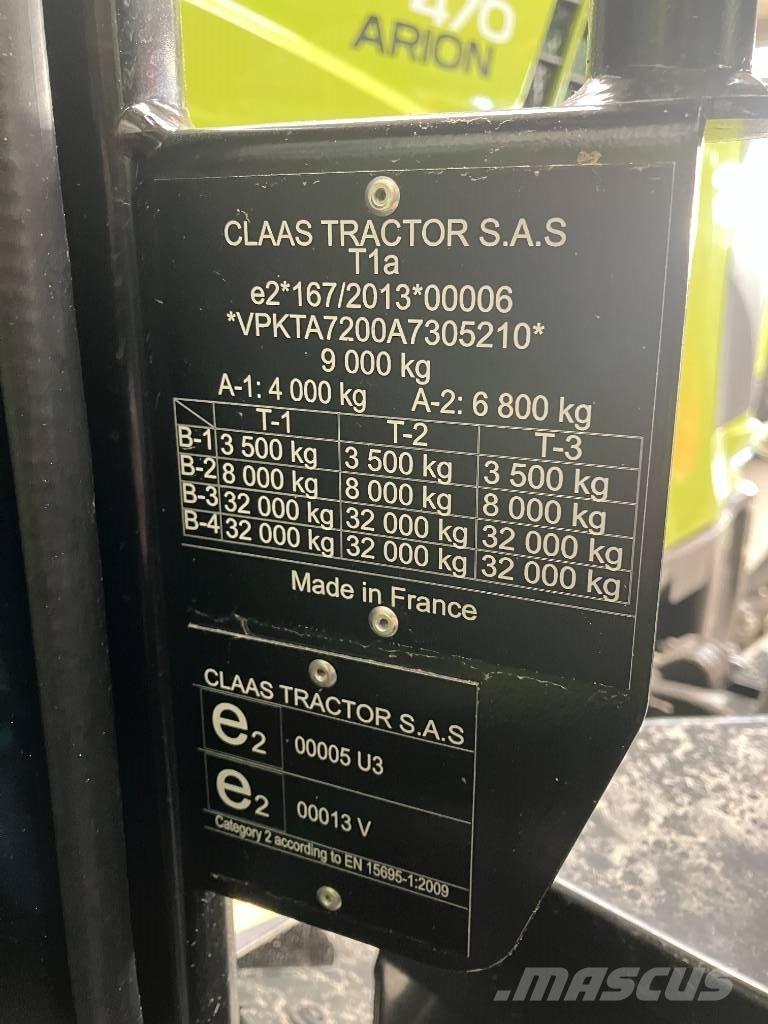 470
ARION
CLAAS TRACTOR S.A.S
T1a
e2*167/2013*00006
*VPKTA7200A7305210*
9 000 kg
A-1: 4 000 kg A-2: 6 800 kg
T-1 T-2 T-3
B-1 3 500 kg 3 500 kg 3 500 kg
B-2 8 000 kg 8 000 kg 8 000 kg
B-3 32 000 kg 32 000 kg 32 000 kg
B-4 32 000 kg 32 000 kg 32 000 kg
Made in France
CLAAS TRACTOR S.A.S
e2 00005 U3
e2 00013 V
Category 2 according to EN 15695-1:2009
MASCUS